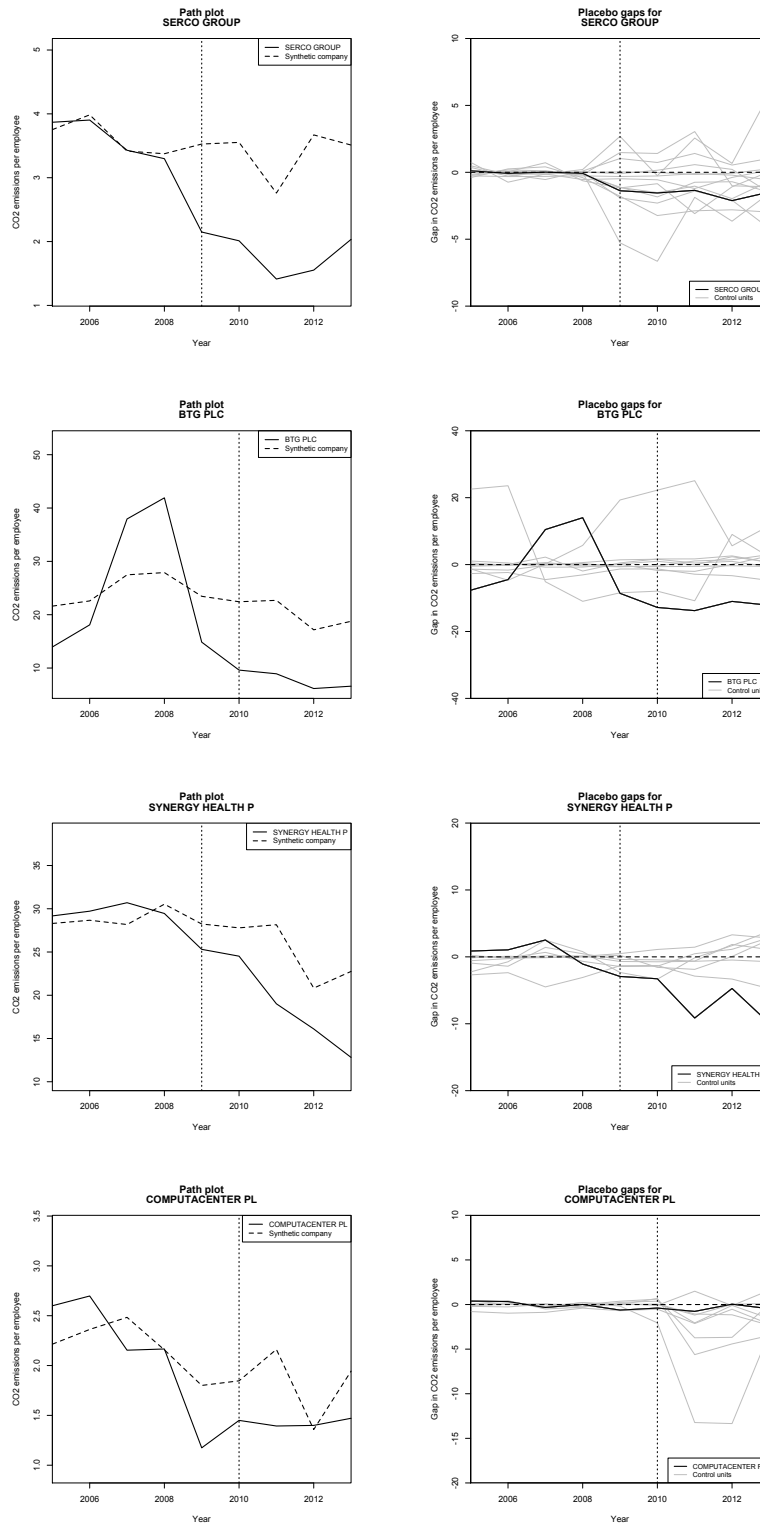 Path plot
SERCO GROUP
SERCO GROUP
Synthetic company
CO2 emissions per employee
5
4
3
2
1
2006 2008 2010 2012
Year
Placebo gaps for
SERCO GROUP
Gap in CO2 emissions per employee
10
5
0
-5
-10
SERCO GROU
Control units
2006 2008 2010 2012
Year
Path plot
BTG PLC
BTG PLC
Synthetic company
CO2 emissions per employee
50
40
30
20
10
2006 2008 2010 2012
Year
Placebo gaps for
BTG PLC
Gap in CO2 emissions per employee
40
20
0
-20
-40
BTG PLC
Control uni
2006 2008 2010 2012
Year
Path plot
SYNERGY HEALTH P
SYNERGY HEALTH P
Synthetic company
CO2 emissions per employee
35
30
25
20
15
10
2006 2008 2010 2012
Year
Placebo gaps for
SYNERGY HEALTH P
Gap in CO2 emissions per employee
20
10
0
-10
-20
SYNERGY HEALTH
Control units
2006 2008 2010 2012
Year
Path plot
COMPUTACENTER PL
COMPUTACENTER PL
Synthetic company
CO2 emissions per employee
3.5
3.0
2.5
2.0
1.5
1.0
2006 2008 2010 2012
Year
Placebo gaps for
COMPUTACENTER PL
Gap in CO2 emissions per employee
10
5
0
-5
-10
-15
-20
COMPUTACENTER P
Control units
2006 2008 2010 2012
Year